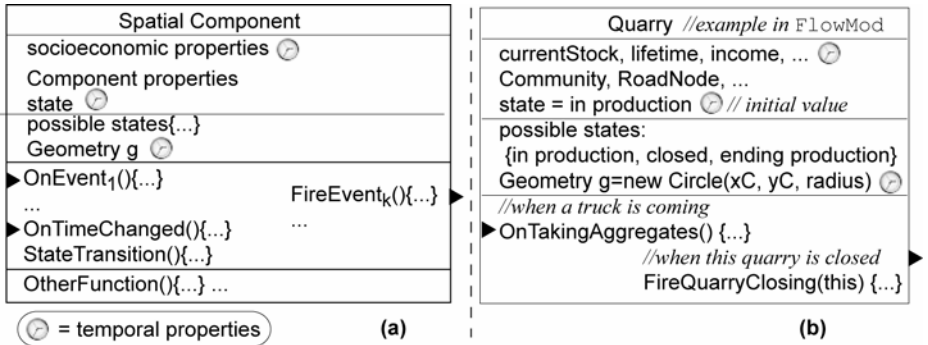 Spatial Component
socioeconomic properties
Component properties
state
possible states{...}
Geometry g
OnEvent1(){...}
FireEventk(){...}
...
...
OnTimeChanged(){...}
StateTransition(){...}
OtherFunction(){...} ...
= temporal properties
(a)
Quarry //example in FlowMod
currentStock, lifetime, income, ...
Community, RoadNode, ...
state = in production // initial value
possible states:
{in production, closed, ending production}
Geometry g=new Circle(xC, yC, radius)
//when a truck is coming
OnTakingAggregates() {...}
//when this quarry is closed
FireQuarryClosing(this) {...}
(b)